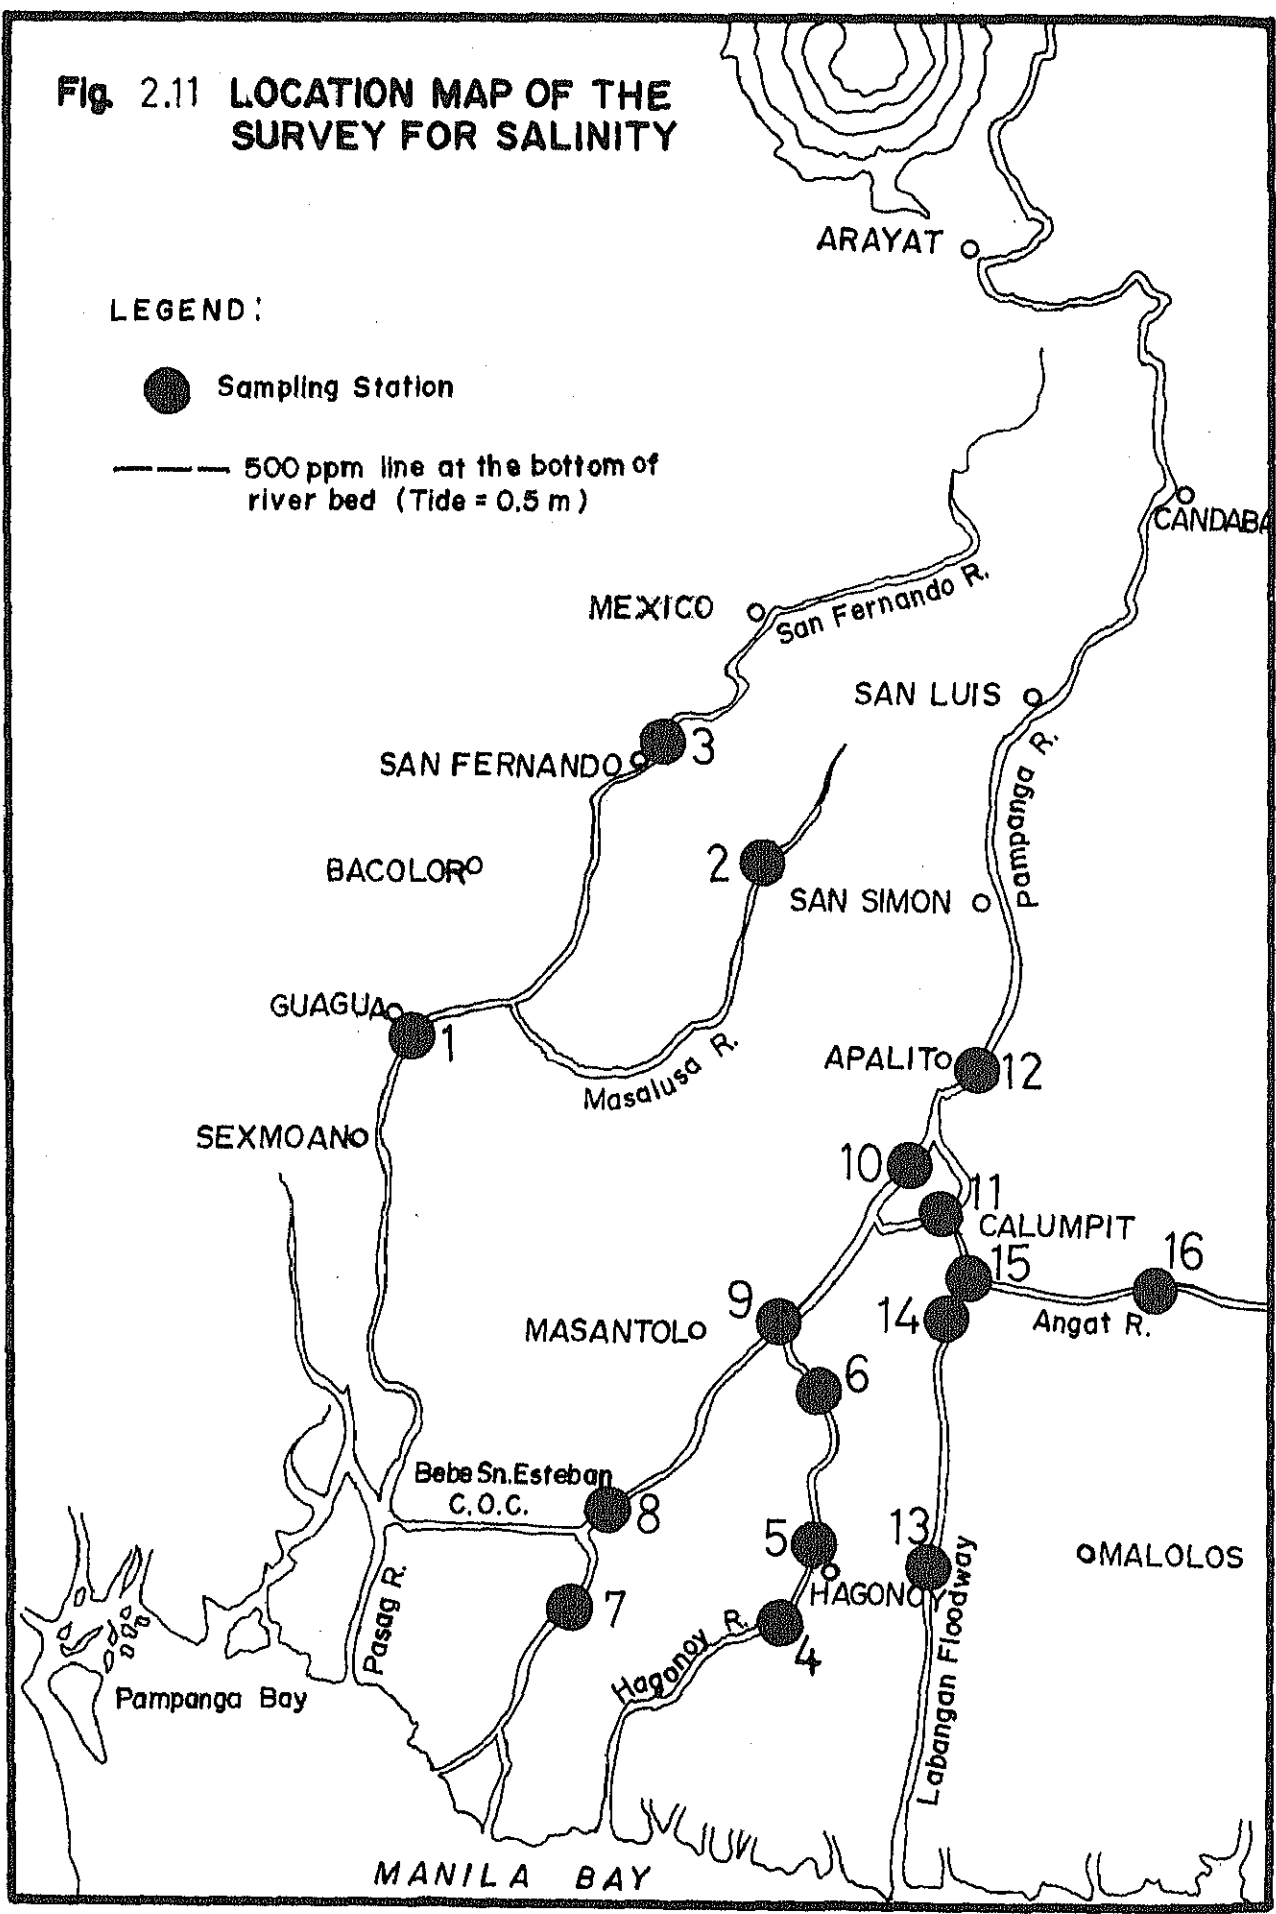 Fig. 2.11 LOCATION MAP OF THE
SURVEY FOR SALINITY
ARAYAT
LEGEND:
Sampling Station
500 ppm line at the bottom of
river bed (Tide = 0.5 m)
CANDABA
MEXICO
San Fernando R.
SAN LUIS
Pampanga R.
3
SAN FERNANDO
2
BACOLOR
SAN SIMON
GUAGUA
1
Masalusa R.
APALIT
12
SEXMOAN
10
11
CALUMPIT
15
16
9
14
Angat R.
MASANTOL
6
Bebe Sn. Esteban
C.O.C.
8
5
13
MALOLOS
HAGONOY
7
4
Pasag R.
Hagonoy R.
Labangan Floodway
Pampanga Bay
MANILA BAY